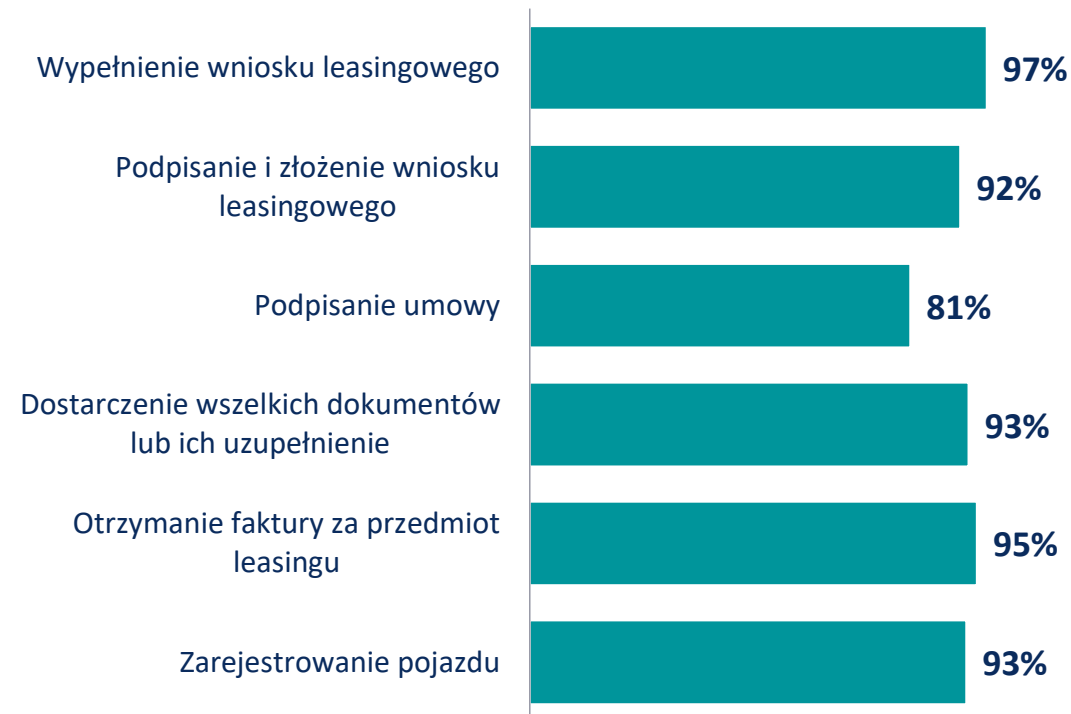 Wypełnienie wniosku leasingowego
97%
Podpisanie i złożenie wniosku
leasingowego
92%
Podpisanie umowy
81%
Dostarczenie wszelkich dokumentów
lub ich uzupełnienie
93%
Otrzymanie faktury za przedmiot
leasingu
95%
Zarejestrowanie pojazdu
93%